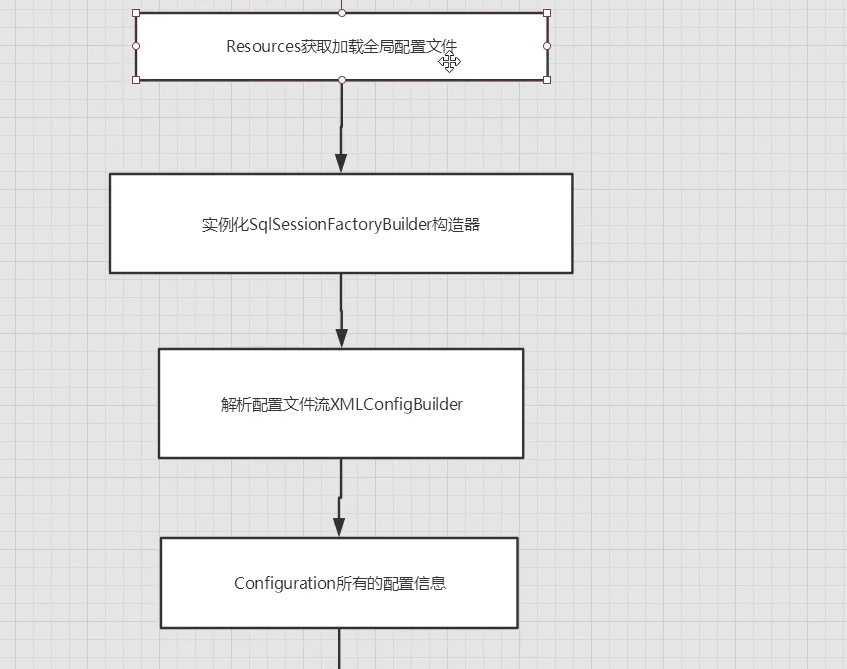 Resources获取加载全局配置文件
实例化SqlSessionFactoryBuilder构造器
解析配置文件流XMLConfigBuilder
Configuration所有的配置信息